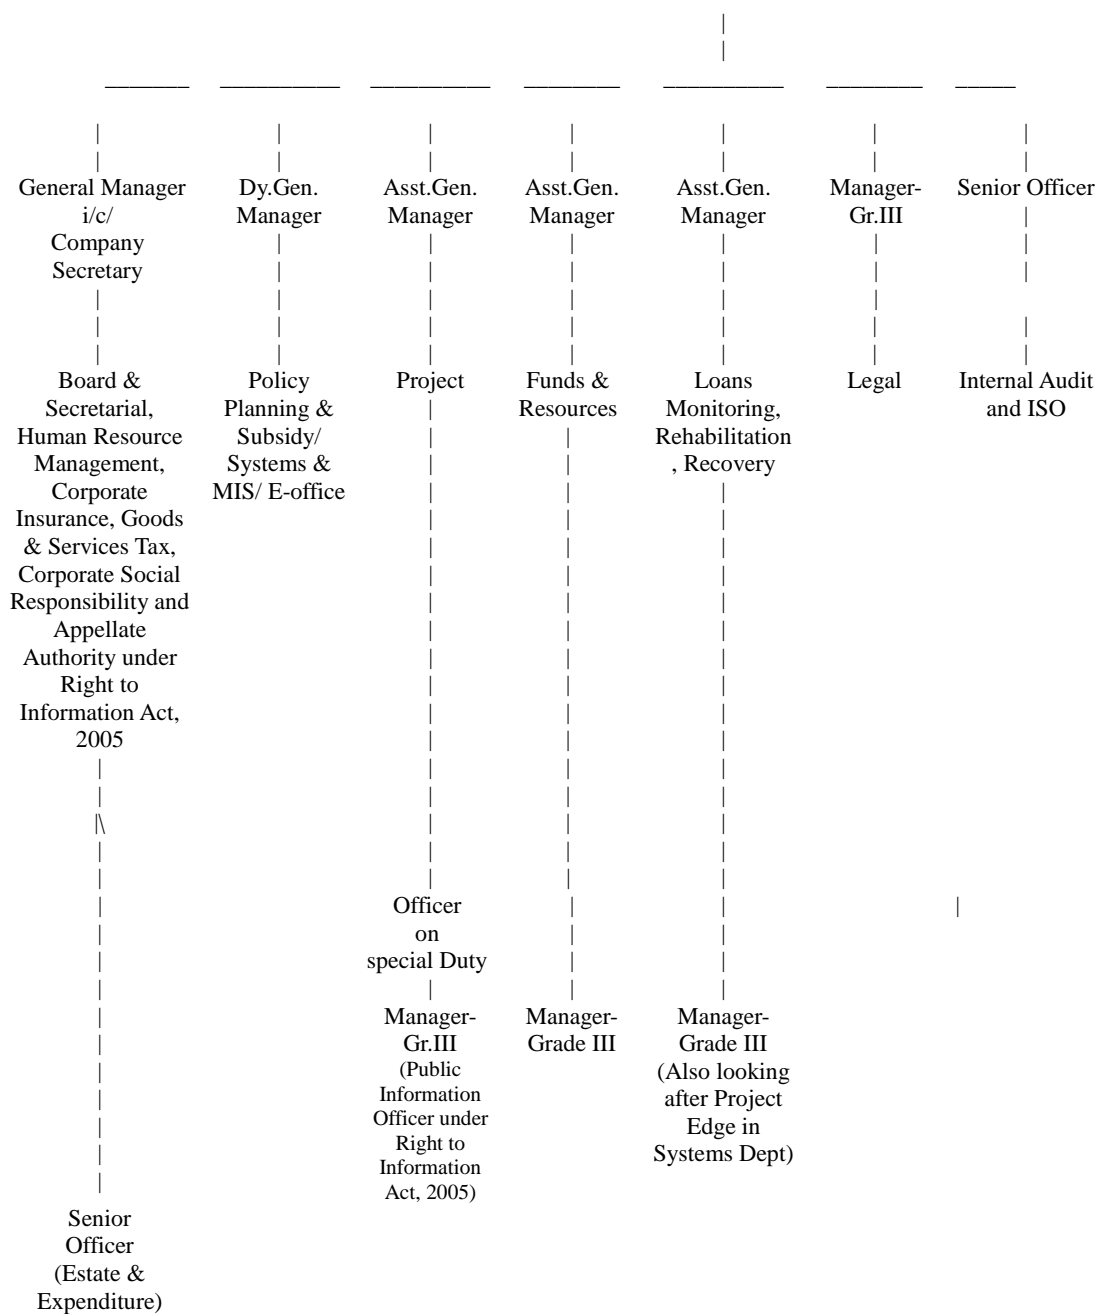 General Manager
i/c/
Company
Secretary
Dy.Gen.
Manager
Asst.Gen.
Manager
Asst.Gen.
Manager
Asst.Gen.
Manager
Manager-
Gr.III
Senior Officer
Board &
Secretarial,
Human Resource
Management,
Corporate
Insurance, Goods
& Services Tax,
Corporate Social
Responsibility and
Appellate
Authority under
Right to
Information Act,
2005
Policy
Planning &
Subsidy/
Systems &
MIS/ E-office
Project
Funds &
Resources
Loans
Monitoring,
Rehabilitation
, Recovery
Legal
Internal Audit
and ISO
Officer
on
special Duty
Manager-
Gr.III
(Public
Information
Officer under
Right to
Information
Act, 2005)
Manager-
Grade III
Manager-
Grade III
(Also looking
after Project
Edge in
Systems Dept)
Senior
Officer
(Estate &
Expenditure)